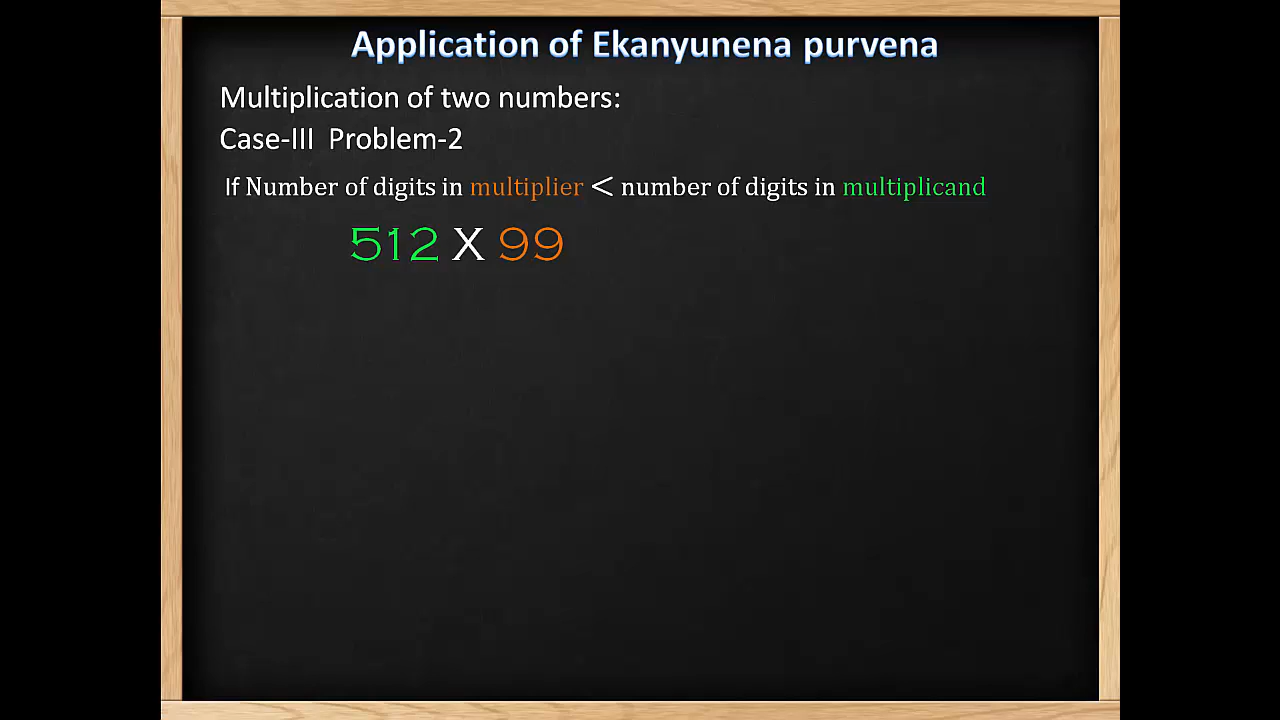 Application of Ekanyunena purvena
Multiplication of two numbers:
Case-III Problem-2
If Number of digits in multiplier < number of digits in multiplicand
512 X 99